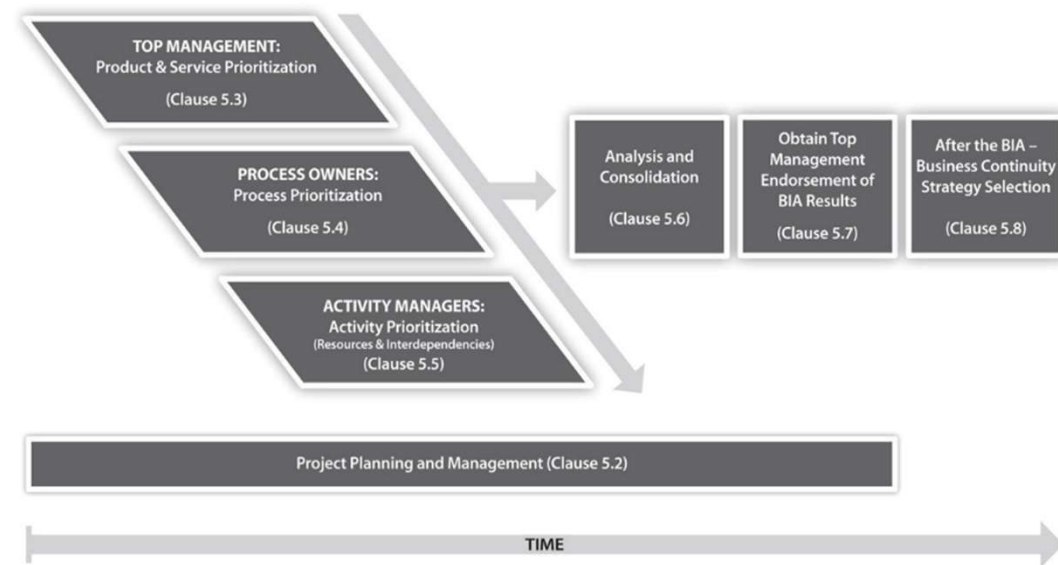 TOP MANAGEMENT:
Product & Service Prioritization
(Clause 5.3)
PROCESS OWNERS:
Process Prioritization
(Clause 5.4)
ACTIVITY MANAGERS:
Activity Prioritization
(Resources & Interdependencies)
(Clause 5.5)
Analysis and
Consolidation
(Clause 5.6)
Obtain Top
Management
Endorsement of
BIA Results
(Clause 5.7)
After the BIA –
Business Continuity
Strategy Selection
(Clause 5.8)
Project Planning and Management (Clause 5.2)
TIME